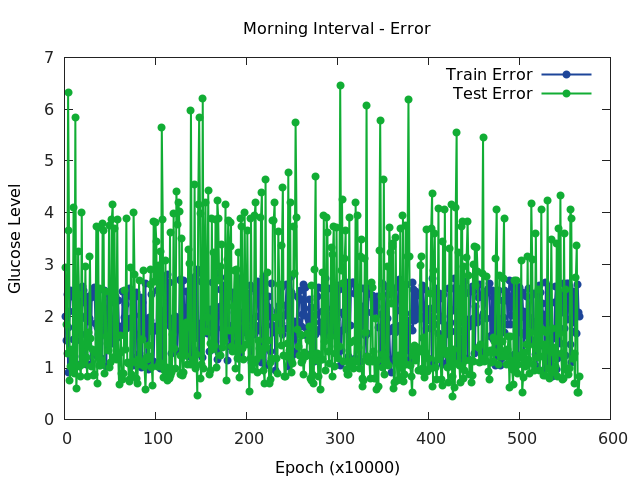 Morning Interval - Error
Train Error
Test Error
Glucose Level
7
6
5
4
3
2
1
0
0 100 200 300 400 500 600
Epoch (x10000)